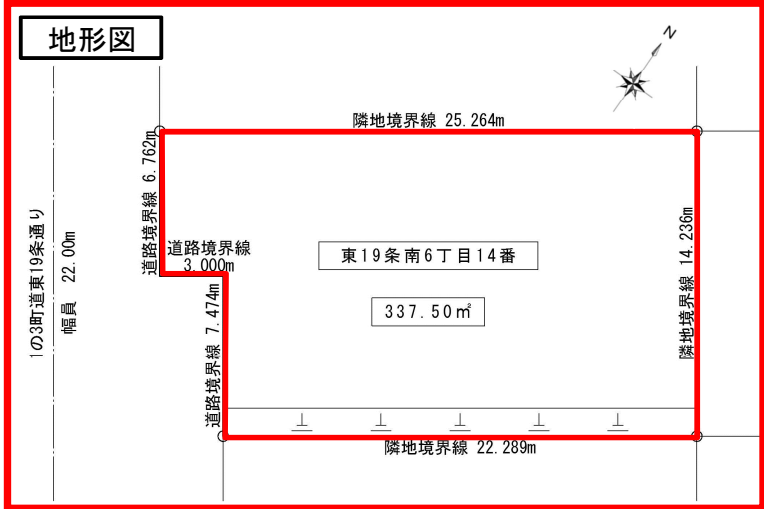 地形図
N
隣地境界線 25.264m
道路境界線 6.762m
道路境界線
3.000m
東19条南6丁目14番
337.50㎡
隣地境界線 14.236m
1の3町道東19条通り
幅員 22.00m
道路境界線 7.474m
隣地境界線 22.289m